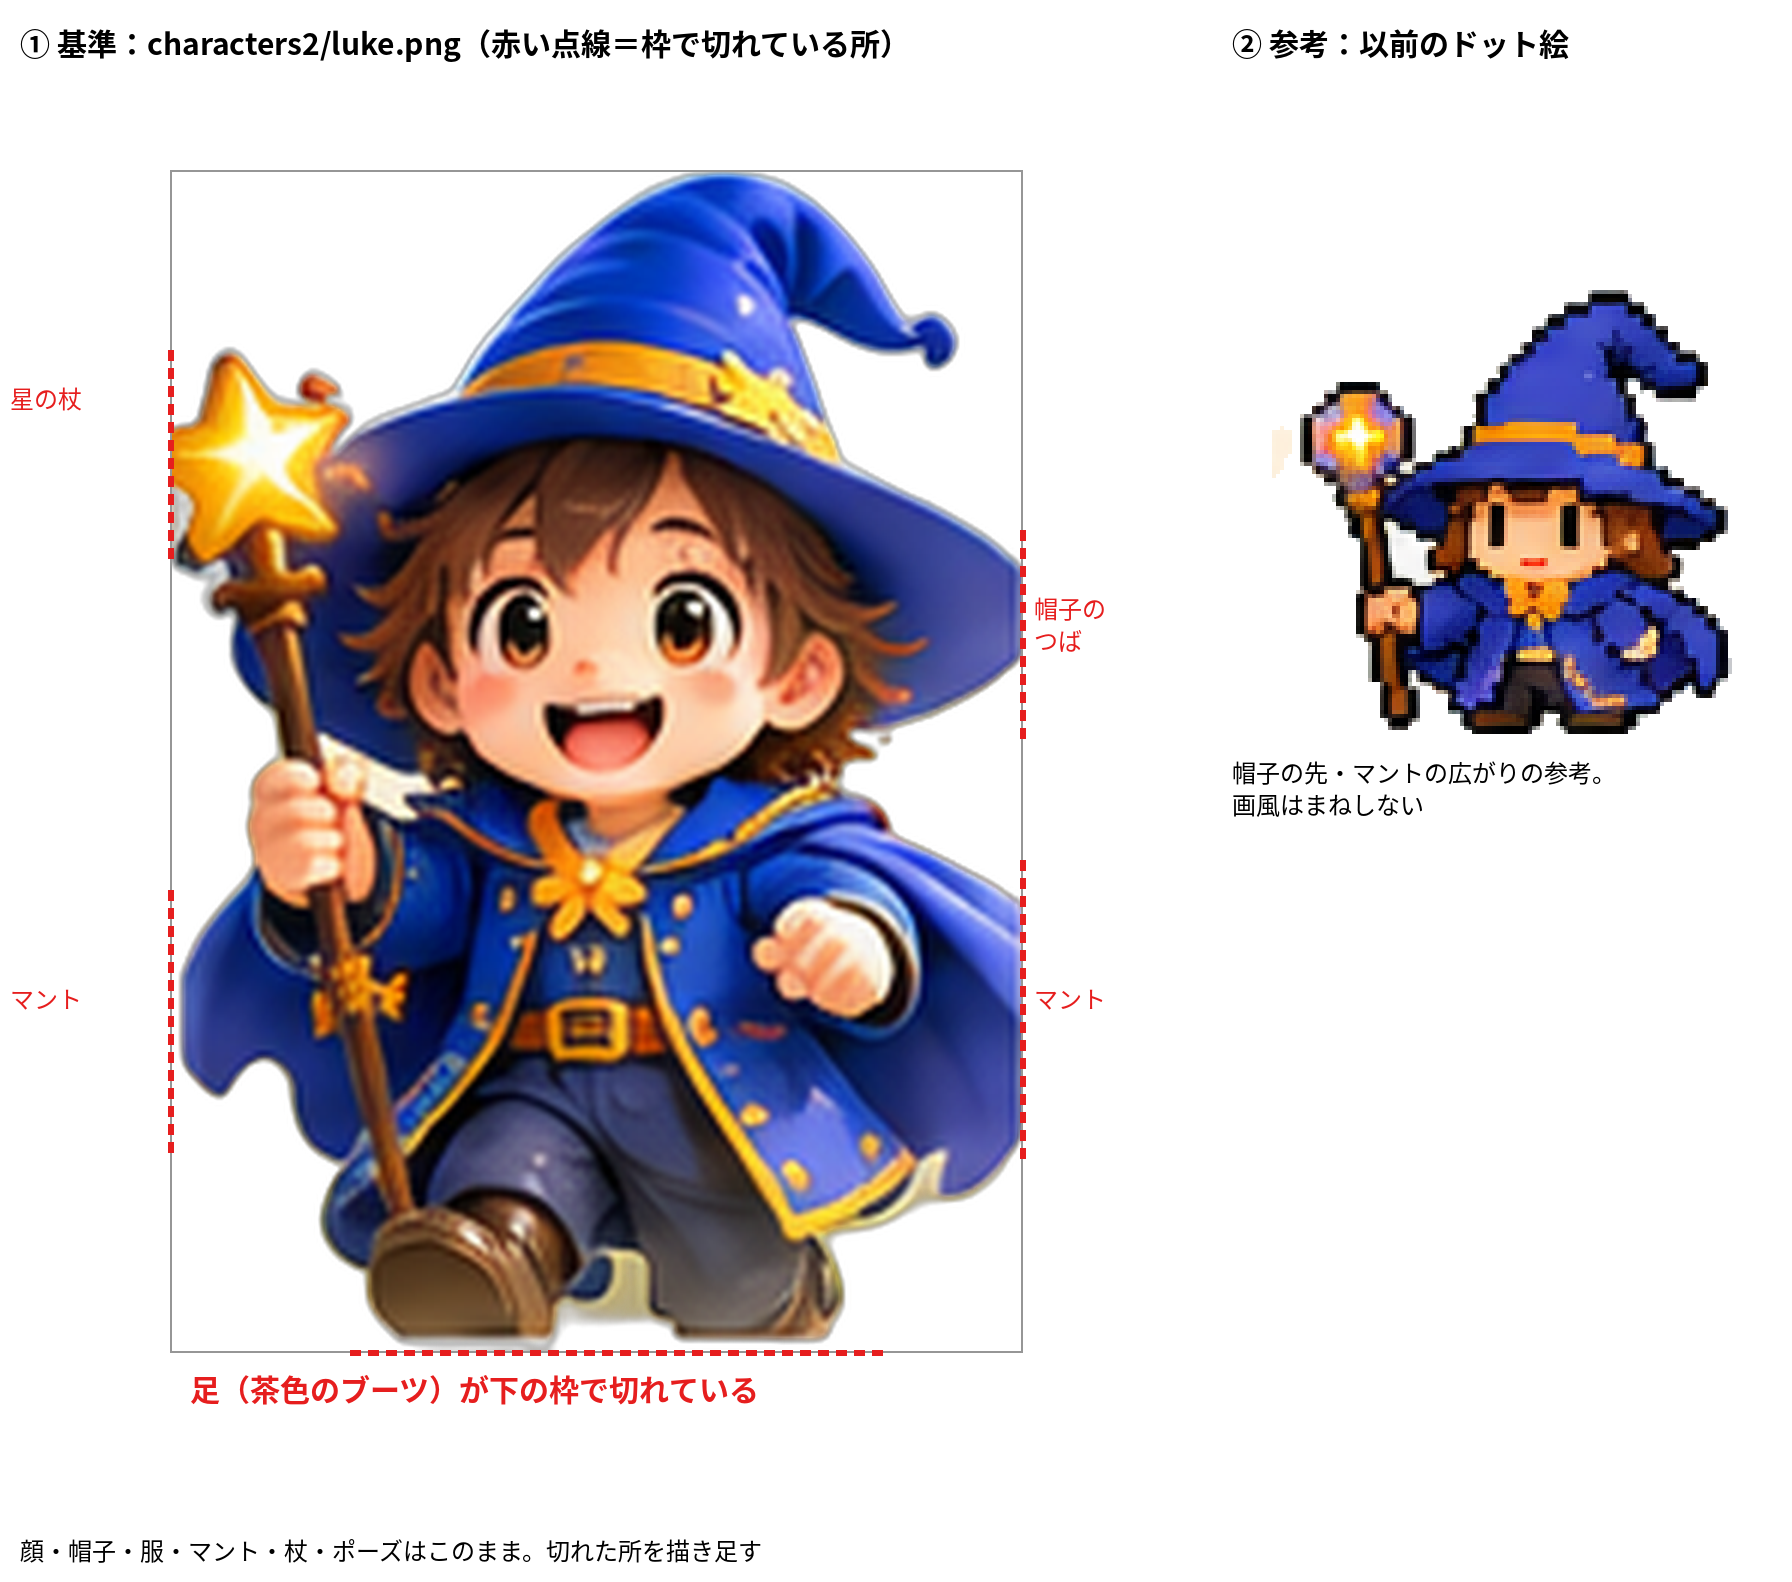 ① 基準：characters2/luke.png（赤い点線＝枠で切れている所）
② 参考：以前のドット絵
星の杖
帽子の
つば
帽子の先・マントの広がりの参考。
画風はまねしない
マント
マント
足（茶色のブーツ）が下の枠で切れている
顔・帽子・服・マント・杖・ポーズはこのまま。切れた所を描き足す